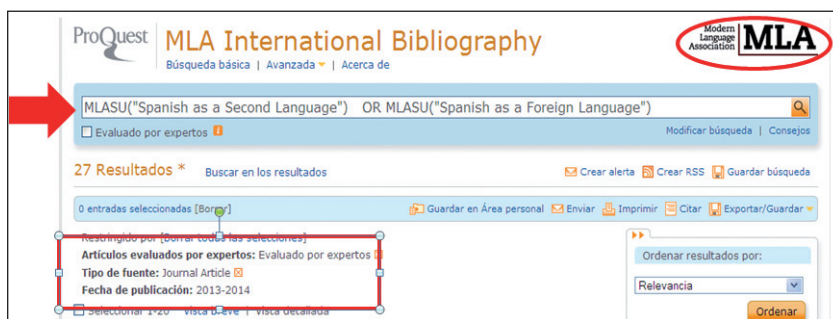 ProQuest
MLA International Bibliography
Modern
Language
Association
MLA
Búsqueda básica | Avanzada | Acerca de
MLASU("Spanish as a Second Language") OR MLASU("Spanish as a Foreign Language")
Evaluado por expertos
Modificar búsqueda | Consejos
27 Resultados *
Buscar en los resultados
Crear alerta
Crear RSS
Guardar búsqueda
0 entradas seleccionadas [Borrar]
Guardar en Área personal
Enviar
Imprimir
Citar
Exportar/Guardar
Restringido por [Borrar todas las selecciones]
Artículos evaluados por expertos: Evaluado por expertos
Tipo de fuente: Journal Article
Fecha de publicación: 2013-2014
Seleccionar 1-20 Vista breve | Vista detallada
Ordenar resultados por:
Relevancia
Ordenar